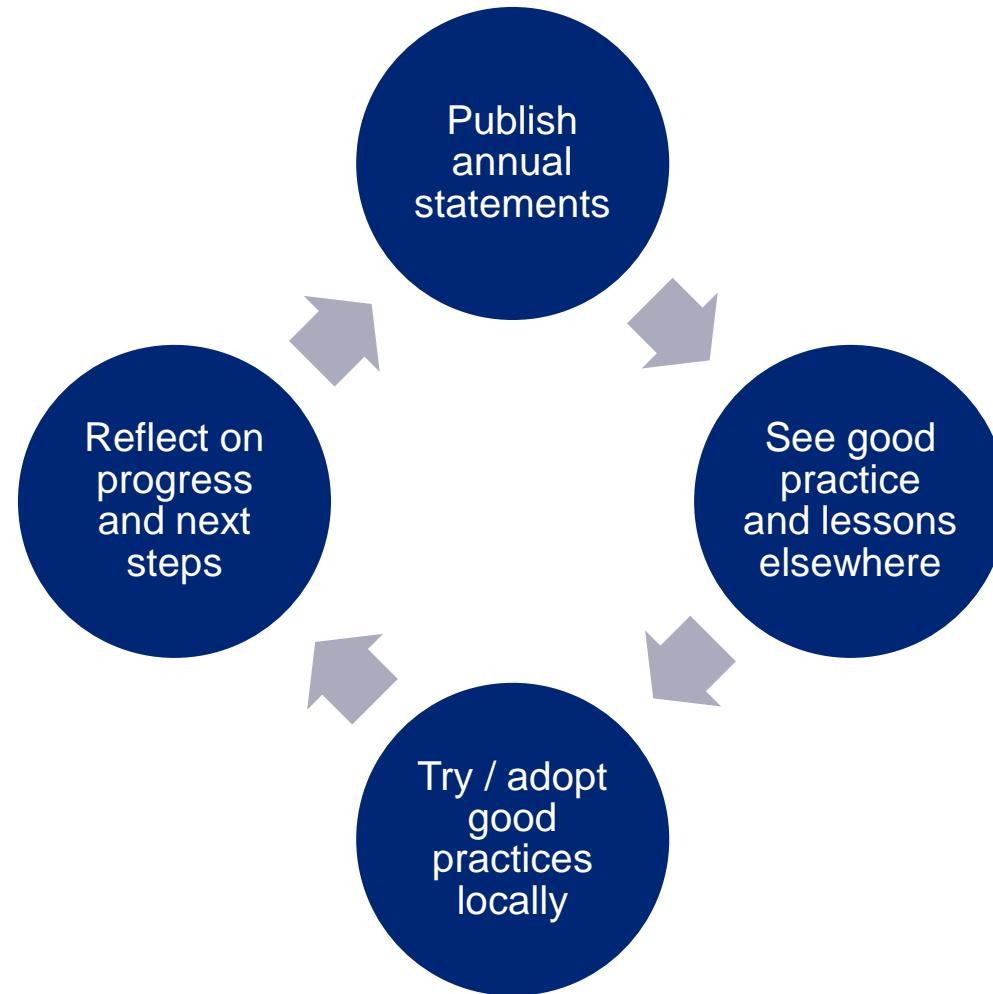 Publish
annual
statements
See good
practice
and lessons
elsewhere
Try / adopt
good
practices
locally
Reflect on
progress
and next
steps